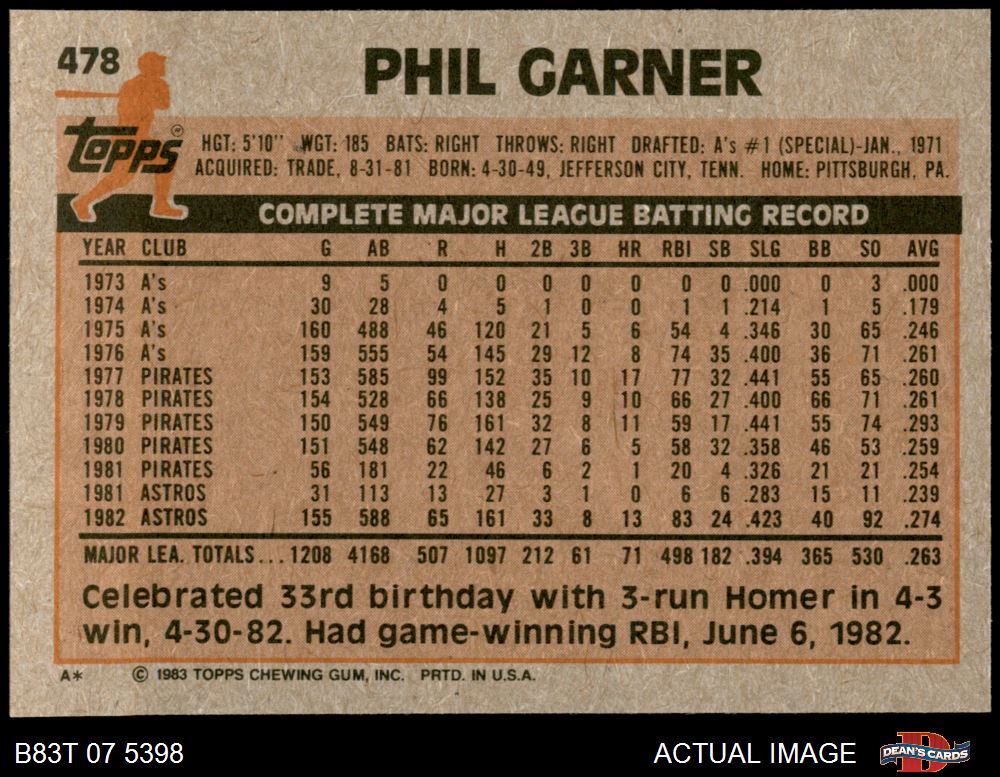 478
PHIL GARNER
Topps ®
HGT: 5'10" WGT: 185 BATS: RIGHT THROWS: RIGHT DRAFTED: A's #1 (SPECIAL)-JAN., 1971
ACQUIRED: TRADE, 8-31-81 BORN: 4-30-49, JEFFERSON CITY, TENN. HOME: PITTSBURGH, PA.
COMPLETE MAJOR LEAGUE BATTING RECORD
YEAR CLUB G AB R H 2B 3B HR RBI SB SLG BB SO AVG
1973 A's 9 5 0 0 0 0 0 0 0 .000 0 3 .000
1974 A's 30 28 4 5 1 0 0 1 1 .214 1 5 .179
1975 A's 160 488 46 120 21 5 6 54 4 .346 30 65 .246
1976 A's 159 555 54 145 29 12 8 74 35 .400 36 71 .261
1977 PIRATES 153 585 99 152 35 10 17 77 32 .441 55 65 .260
1978 PIRATES 154 528 66 138 25 9 10 66 27 .400 66 71 .261
1979 PIRATES 150 549 76 161 32 8 11 59 17 .441 55 74 .293
1980 PIRATES 151 548 62 142 27 6 5 58 32 .358 46 53 .259
1981 PIRATES 56 181 22 46 6 2 1 20 4 .326 21 21 .254
1981 ASTROS 31 113 13 27 3 1 0 6 6 .283 15 11 .239
1982 ASTROS 155 588 65 161 33 8 13 83 24 .423 40 92 .274
MAJOR LEA. TOTALS... 1208 4168 507 1097 212 61 71 498 182 .394 365 530 .263
Celebrated 33rd birthday with 3-run Homer in 4-3
win, 4-30-82. Had game-winning RBI, June 6, 1982.
A* © 1983 TOPPS CHEWING GUM, INC. PRTD. IN U.S.A.
B83T 07 5398 ACTUAL IMAGE DEAN'S CARDS